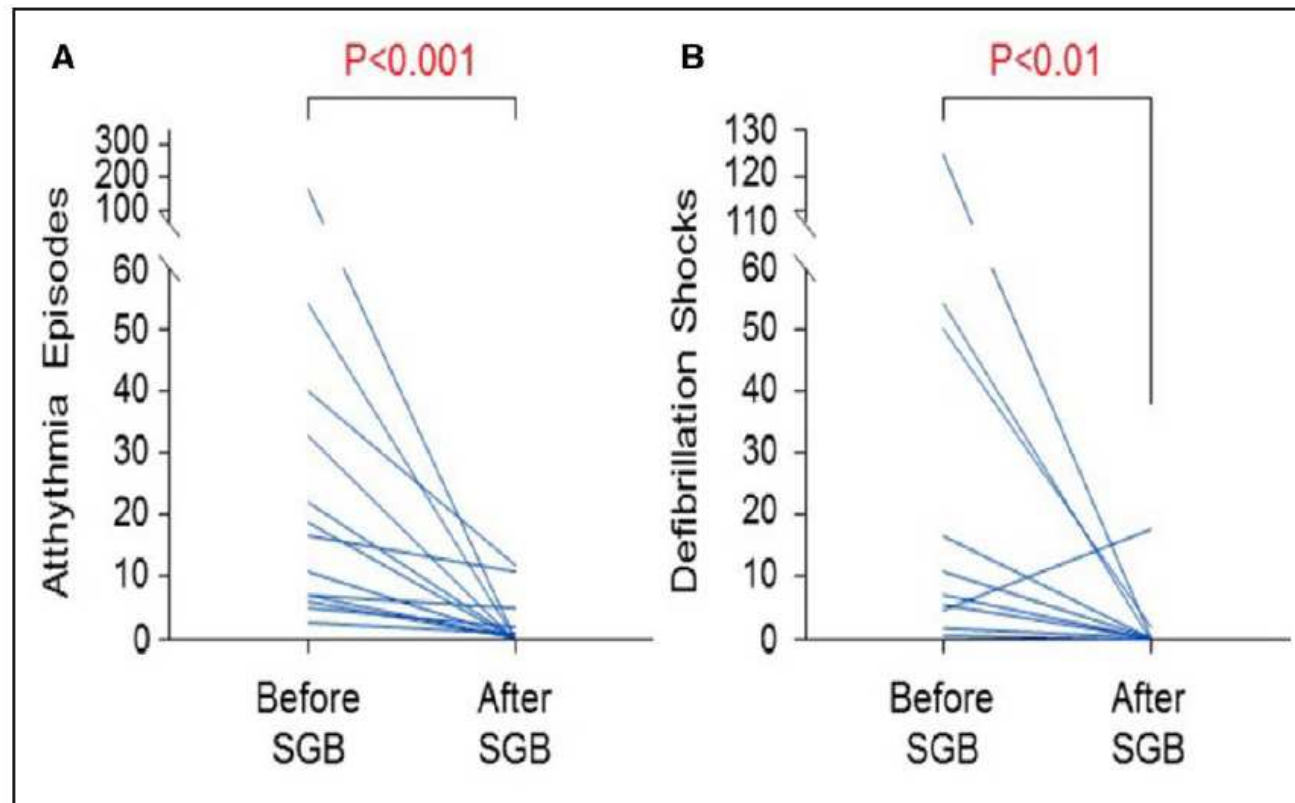 A
P<0.001
300
200
100
60
50
40
30
20
10
0
Atthythmia Episodes
Before
SGB
After
SGB
B
P<0.01
130
120
110
60
50
40
30
20
10
0
Defibrillation Shocks
Before
SGB
After
SGB